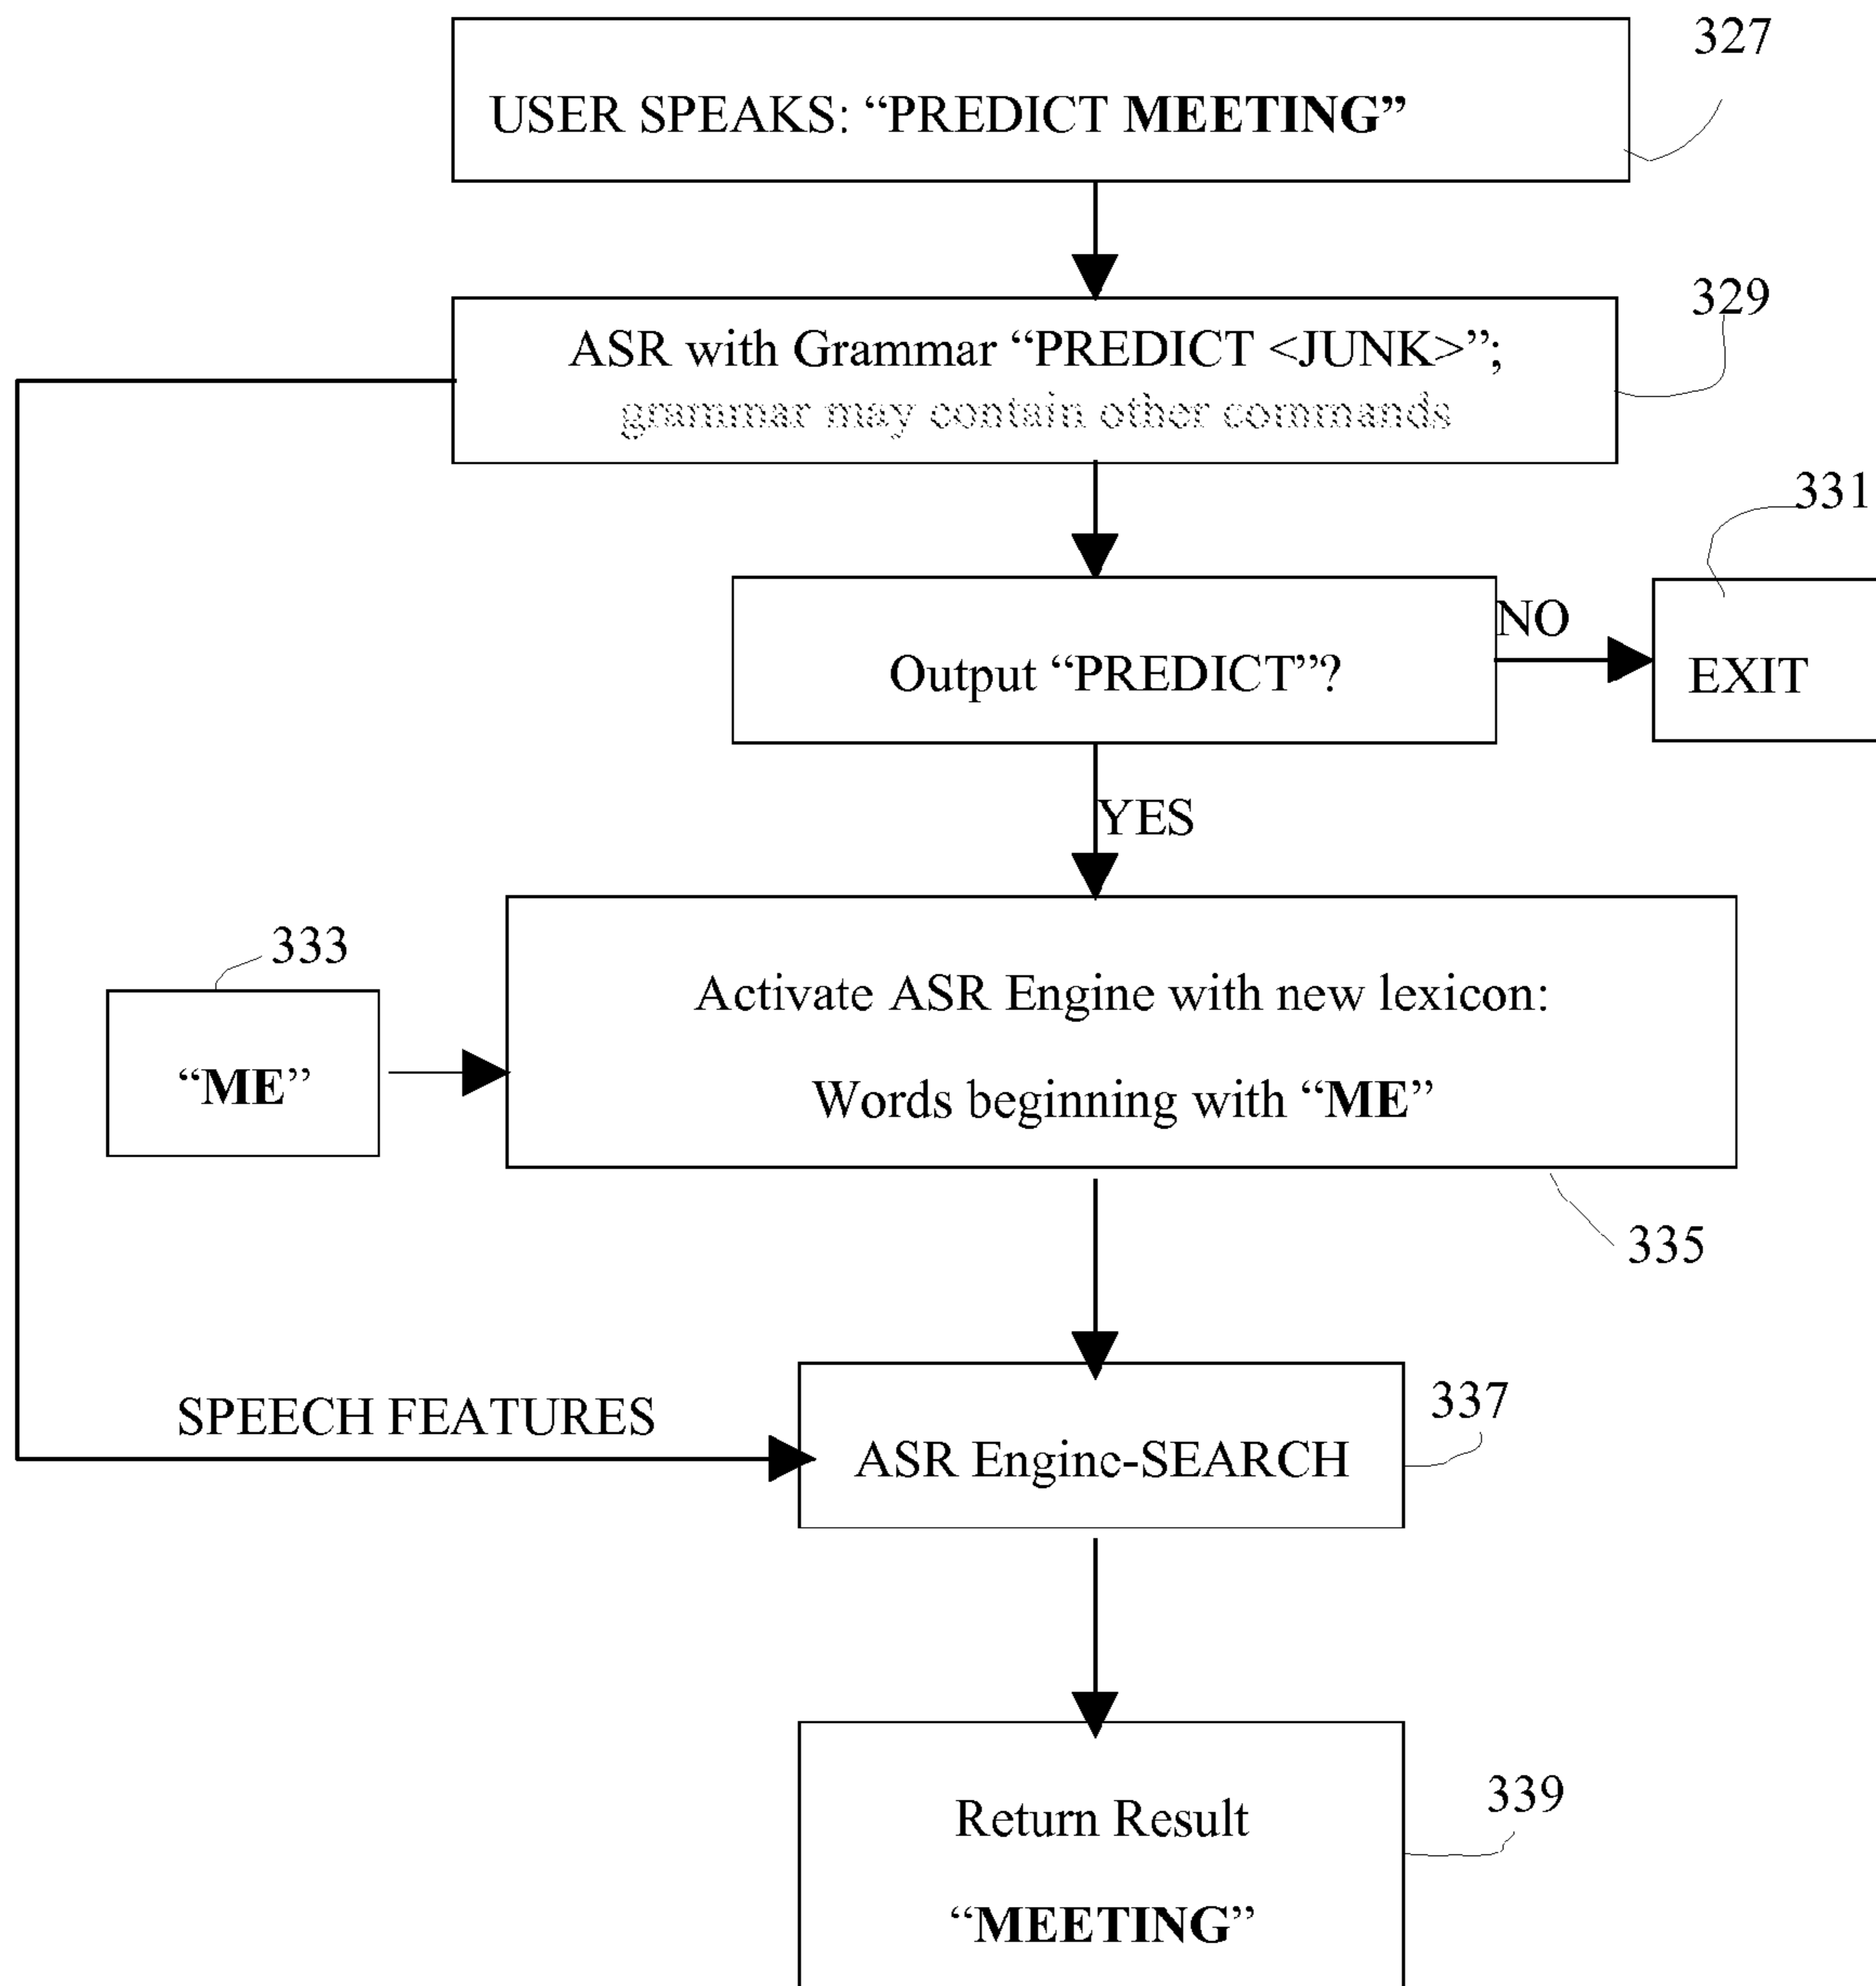 327
USER SPEAKS: “PREDICT MEETING”
329
ASR with Grammar “PREDICT <JUNK>”;
grammar may contain other commands
331
Output “PREDICT”?
NO
EXIT
YES
333
“ME”
Activate ASR Engine with new lexicon:
Words beginning with “ME”
335
SPEECH FEATURES
337
ASR Engine-SEARCH
339
Return Result
“MEETING”